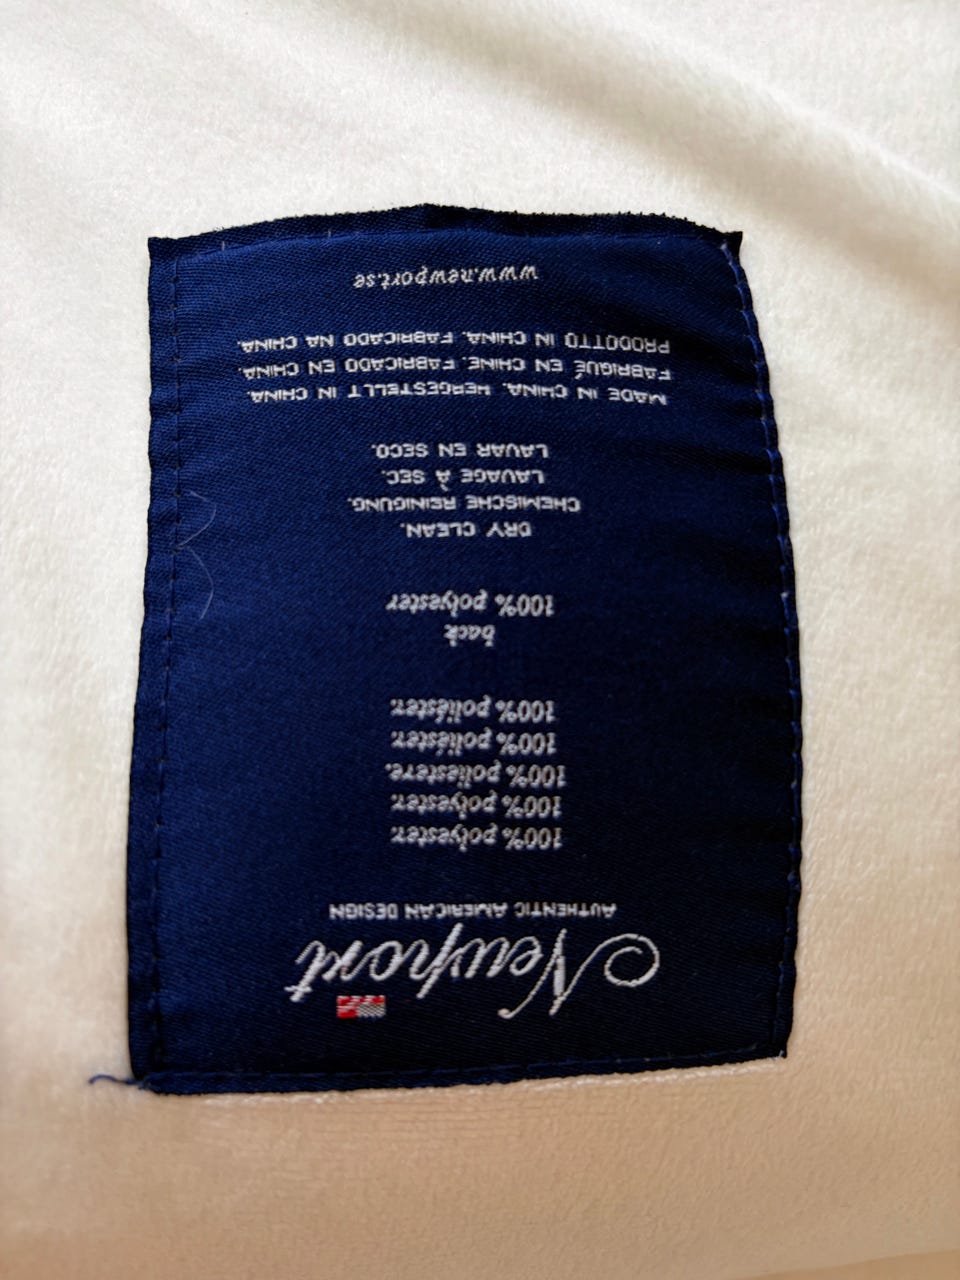 Newport
AUTHENTIC AMERICAN DESIGN
100% polyester.
100% polyester.
100% poliestere.
100% poliéster.
100% poliéster.
back
100% polyester
DRY CLEAN.
CHEMISCHE REINIGUNG.
LAVAGE À SEC.
LAVAR EN SECO.
MADE IN CHINA. HERGESTELLT IN CHINA.
FABRIGUÉ EN CHINE. FABRICADO EN CHINA.
PRODOTTO IN CHINA. FABRICADO NA CHINA.
www.newport.se